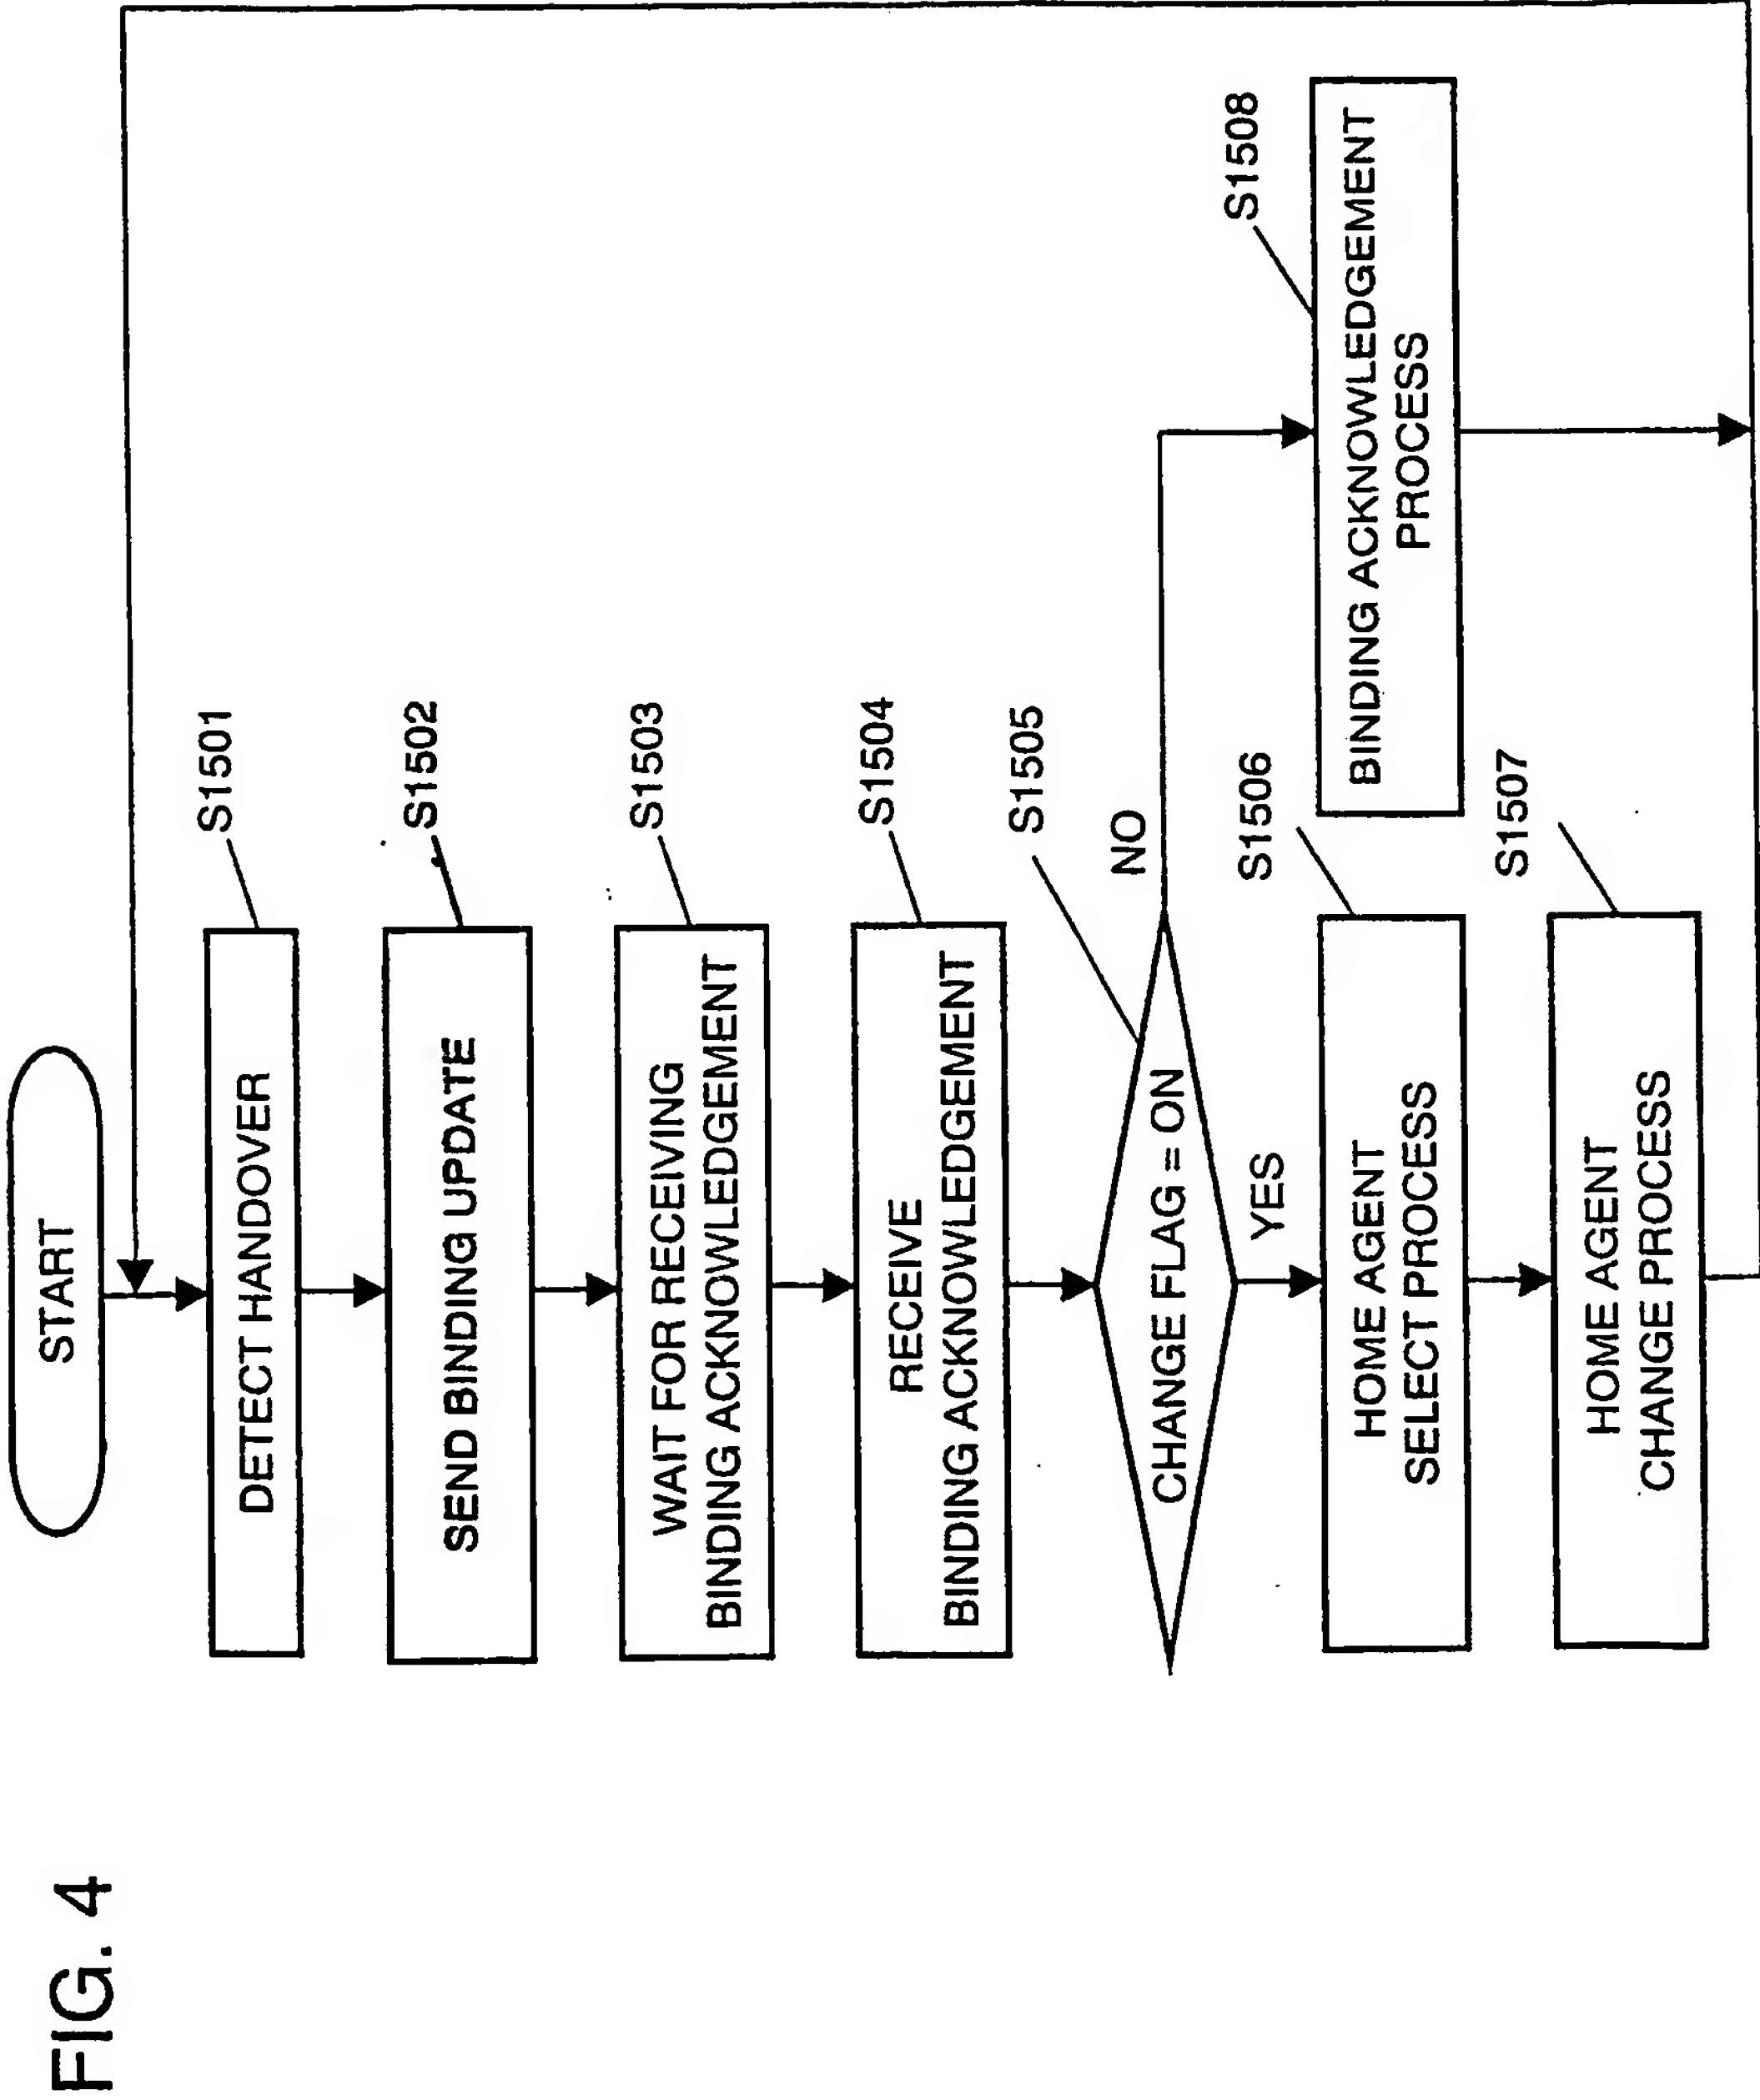 FIG. 4
START
DETECT HANDOVER
S1501
SEND BINDING UPDATE
S1502
WAIT FOR RECEIVING
BINDING ACKNOWLEDGEMENT
S1503
RECEIVE
BINDING ACKNOWLEDGEMENT
S1504
CHANGE FLAG = ON
S1505
NO
YES
HOME AGENT
SELECT PROCESS
S1506
BINDING ACKNOWLEDGEMENT
PROCESS
S1508
HOME AGENT
CHANGE PROCESS
S1507